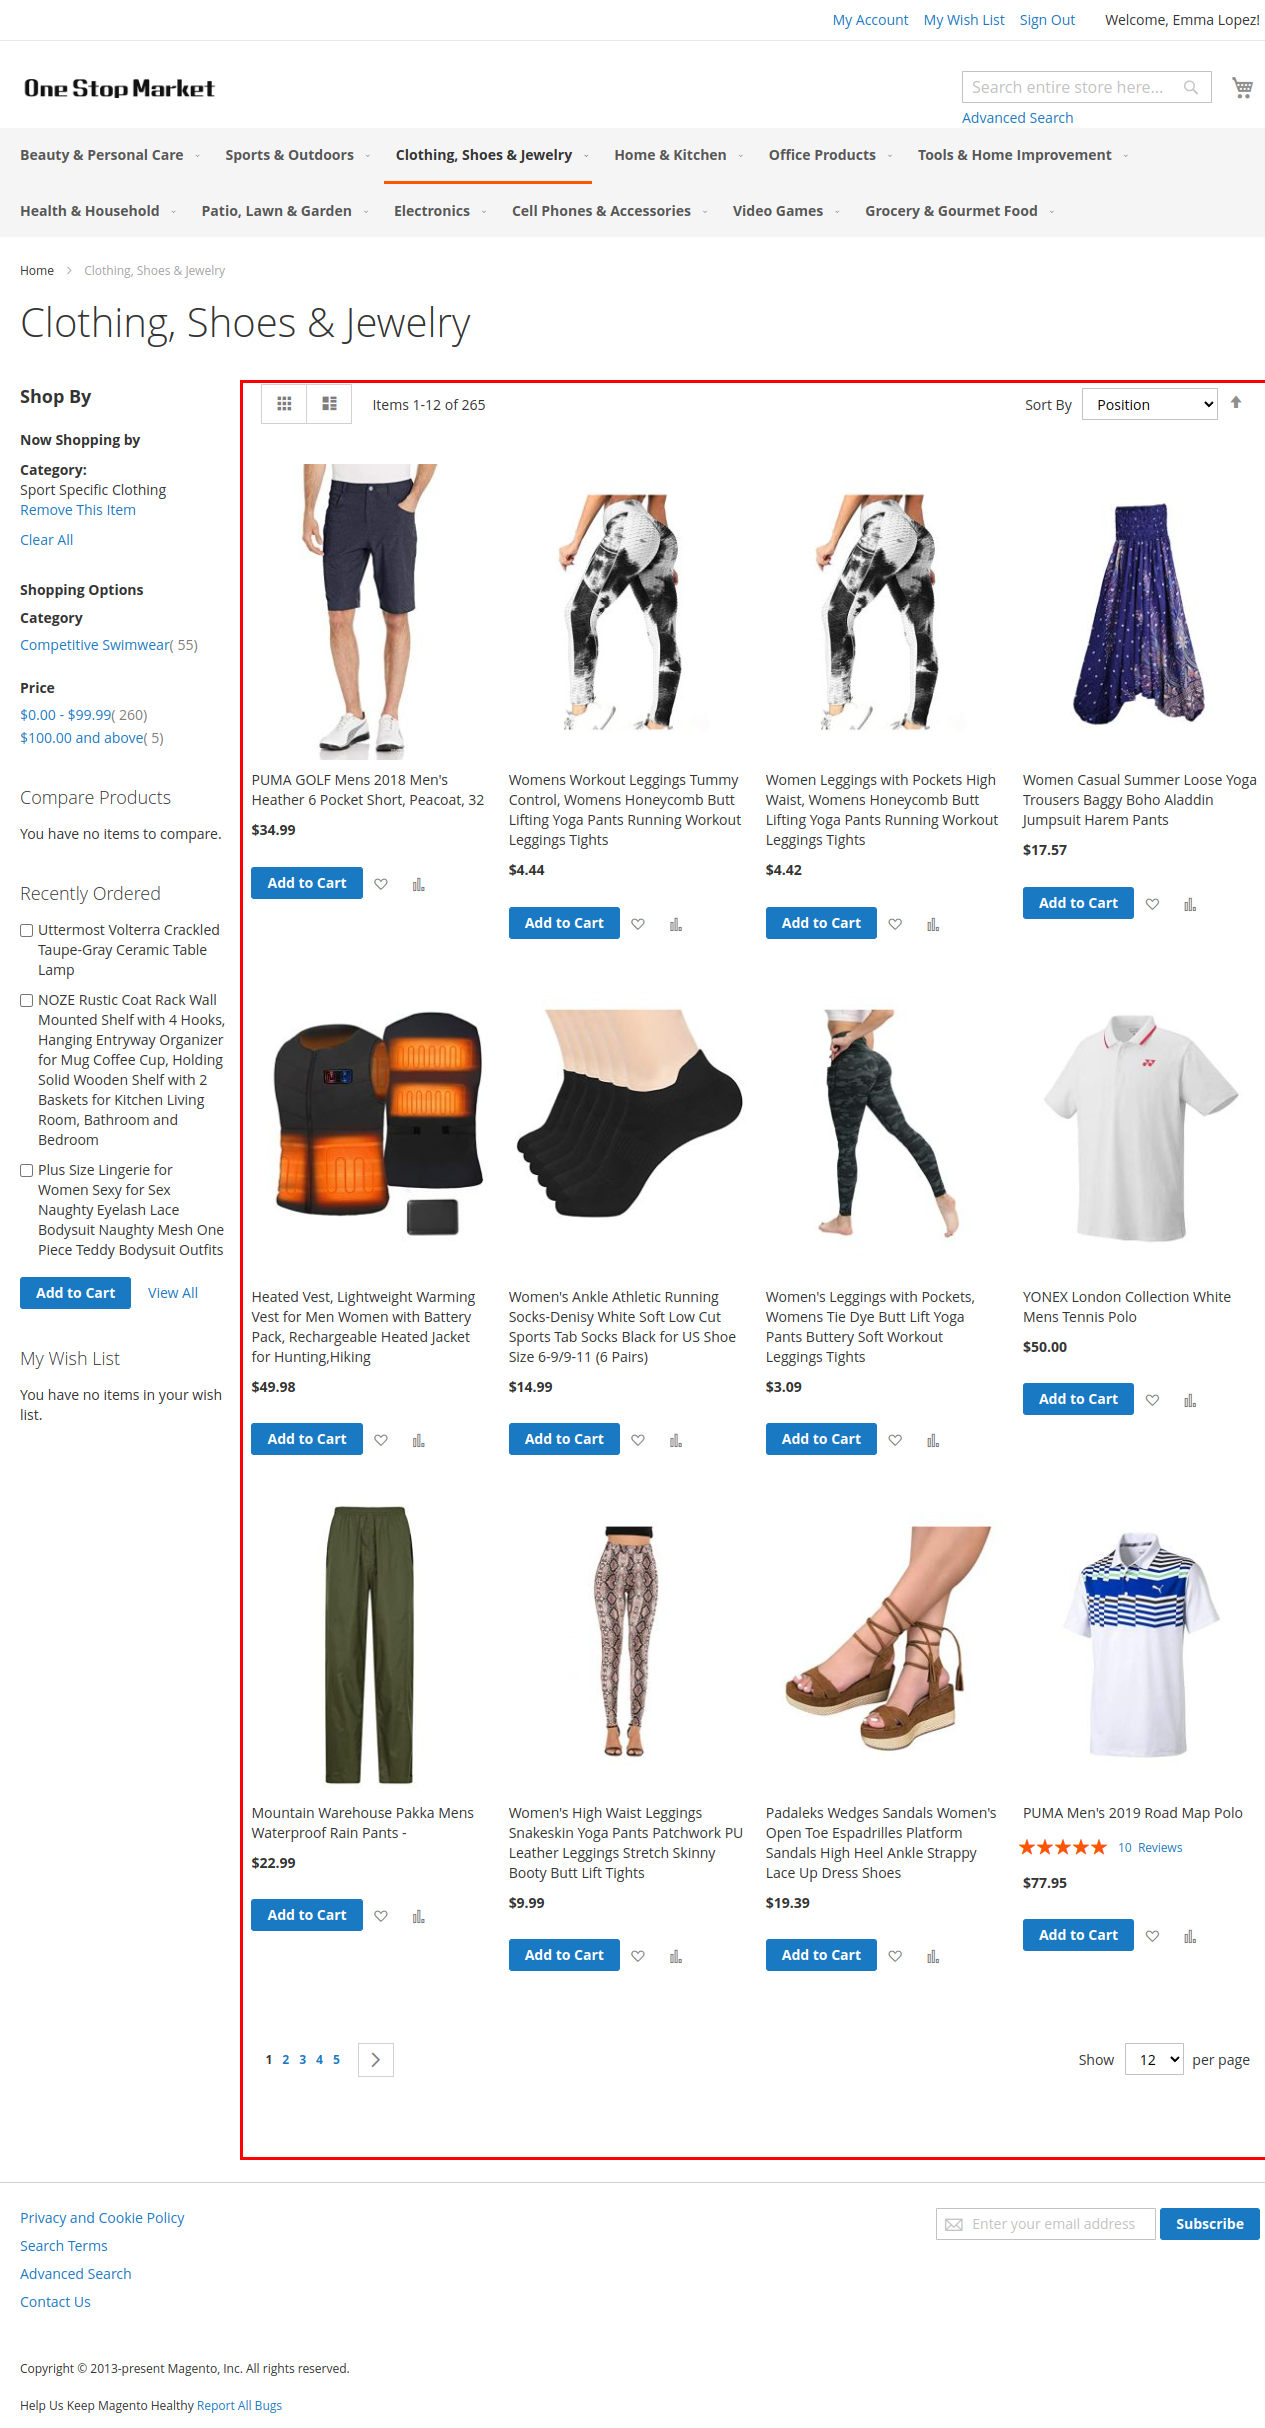 My Account My Wish List Sign Out Welcome, Emma Lopez!
One Stop Market
Search entire store here...
Advanced Search
Beauty & Personal Care Sports & Outdoors Clothing, Shoes & Jewelry Home & Kitchen Office Products Tools & Home Improvement
Health & Household Patio, Lawn & Garden Electronics Cell Phones & Accessories Video Games Grocery & Gourmet Food
Home Clothing, Shoes & Jewelry
Clothing, Shoes & Jewelry
Shop By
Now Shopping by
Category:
Sport Specific Clothing
Remove This Item
Clear All
Shopping Options
Category
Competitive Swimwear( 55)
Price
$0.00 - $99.99( 260)
$100.00 and above( 5)
Compare Products
You have no items to compare.
Recently Ordered
Uttermost Volterra Crackled
Taupe-Gray Ceramic Table
Lamp
NOZE Rustic Coat Rack Wall
Mounted Shelf with 4 Hooks,
Hanging Entryway Organizer
for Mug Coffee Cup, Holding
Solid Wooden Shelf with 2
Baskets for Kitchen Living
Room, Bathroom and
Bedroom
Plus Size Lingerie for
Women Sexy for Sex
Naughty Eyelash Lace
Bodysuit Naughty Mesh One
Piece Teddy Bodysuit Outfits
Add to Cart View All
My Wish List
You have no items in your wish
list.
Items 1-12 of 265
Sort By Position
PUMA GOLF Mens 2018 Men's
Heather 6 Pocket Short, Peacoat, 32
$34.99
Add to Cart
Womens Workout Leggings Tummy
Control, Womens Honeycomb Butt
Lifting Yoga Pants Running Workout
Leggings Tights
$4.44
Add to Cart
Women Leggings with Pockets High
Waist, Womens Honeycomb Butt
Lifting Yoga Pants Running Workout
Leggings Tights
$4.42
Add to Cart
Women Casual Summer Loose Yoga
Trousers Baggy Boho Aladdin
Jumpsuit Harem Pants
$17.57
Add to Cart
Heated Vest, Lightweight Warming
Vest for Men Women with Battery
Pack, Rechargeable Heated Jacket
for Hunting,Hiking
$49.98
Add to Cart
Women's Ankle Athletic Running
Socks-Denisy White Soft Low Cut
Sports Tab Socks Black for US Shoe
Size 6-9/9-11 (6 Pairs)
$14.99
Add to Cart
Women's Leggings with Pockets,
Womens Tie Dye Butt Lift Yoga
Pants Buttery Soft Workout
Leggings Tights
$3.09
Add to Cart
YONEX London Collection White
Mens Tennis Polo
$50.00
Add to Cart
Mountain Warehouse Pakka Mens
Waterproof Rain Pants -
$22.99
Add to Cart
Women's High Waist Leggings
Snakeskin Yoga Pants Patchwork PU
Leather Leggings Stretch Skinny
Booty Butt Lift Tights
$9.99
Add to Cart
Padaleks Wedges Sandals Women's
Open Toe Espadrilles Platform
Sandals High Heel Ankle Strappy
Lace Up Dress Shoes
$19.39
Add to Cart
PUMA Men's 2019 Road Map Polo
10 Reviews
$77.95
Add to Cart
1 2 3 4 5
Show 12 per page
Privacy and Cookie Policy
Search Terms
Advanced Search
Contact Us
Enter your email address Subscribe
Copyright © 2013-present Magento, Inc. All rights reserved.
Help Us Keep Magento Healthy Report All Bugs